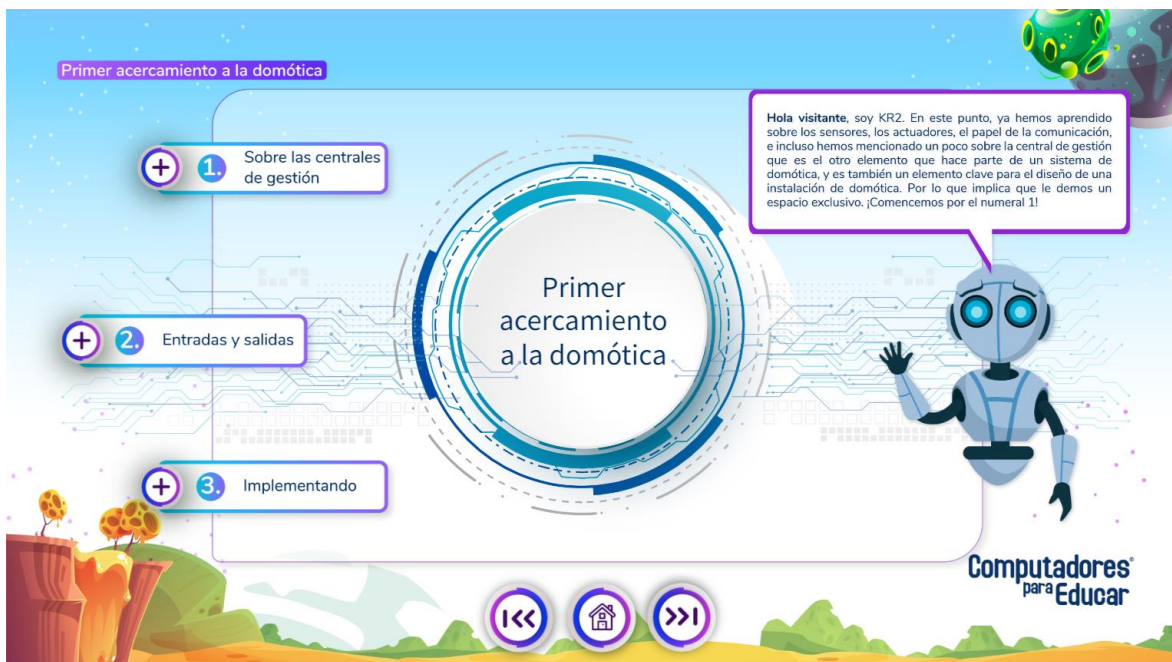 Primer acercamiento a la domótica
Hola visitante, soy KR2. En este punto, ya hemos aprendido
sobre los sensores, los actuadores, el papel de la comunicación,
e incluso hemos mencionado un poco sobre la central de gestión
que es el otro elemento que hace parte de un sistema de
domótica, y es también un elemento clave para el diseño de una
instalación de domótica. Por lo que implica que le demos un
espacio exclusivo. ¡Comencemos por el numeral 1!
1. Sobre las centrales
de gestión
2. Entradas y salidas
3. Implementando
Primer
acercamiento
a la domótica
Computadores
para Educar